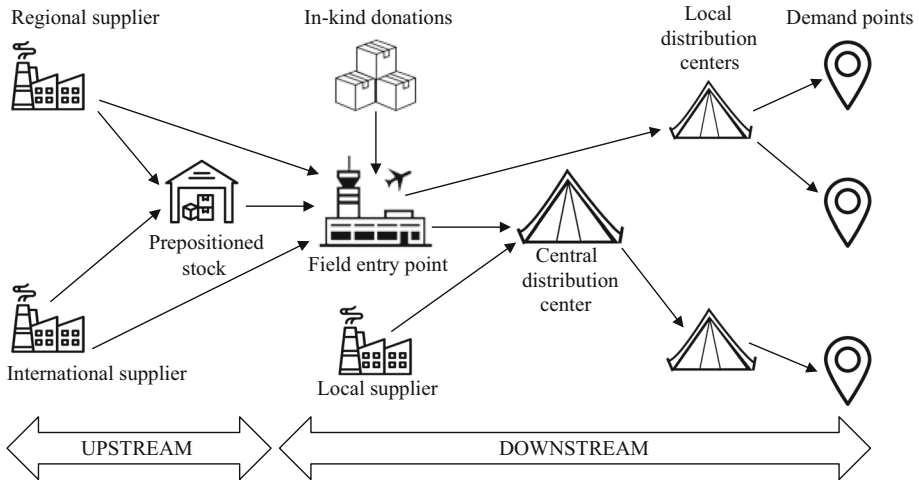 Regional supplier
In-kind donations
Local
distribution
centers
Demand points
Prepositioned
stock
Field entry point
Central
distribution
center
International supplier
Local supplier
UPSTREAM
DOWNSTREAM